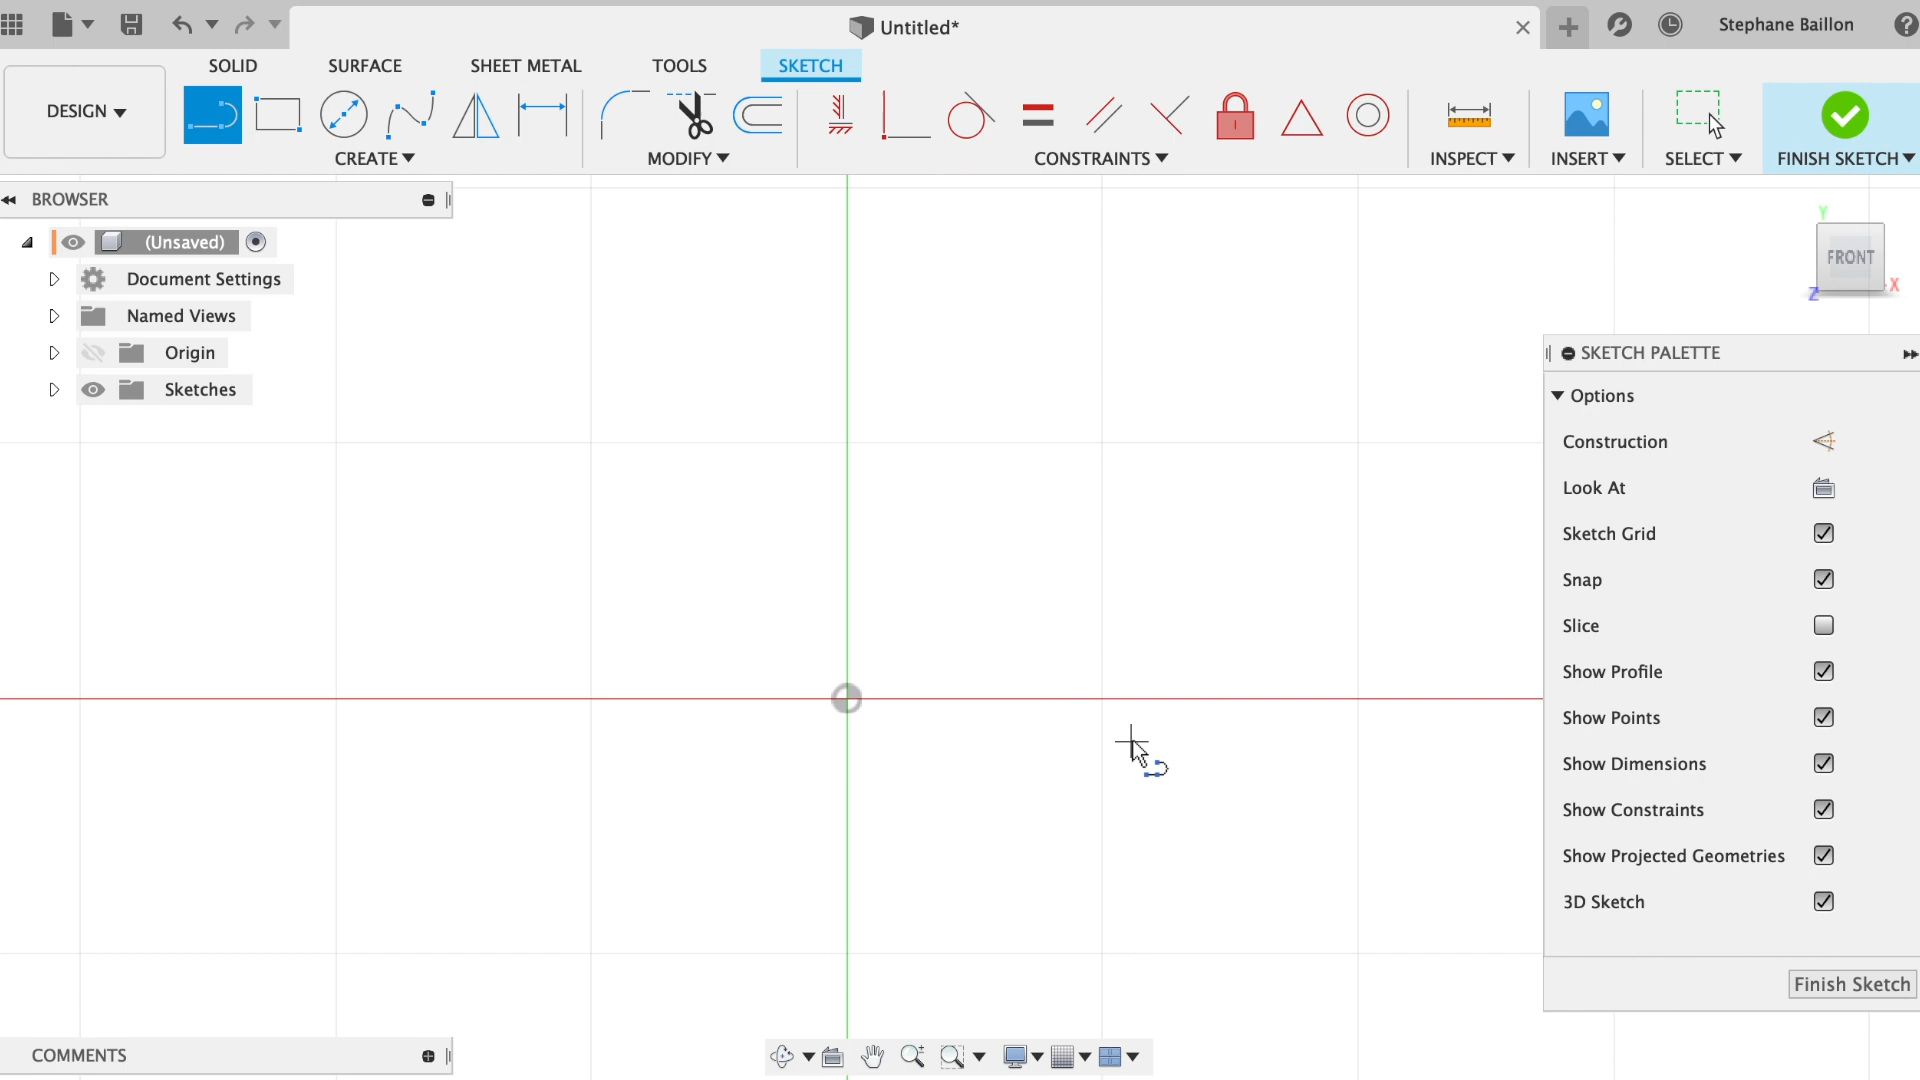 Untitled*
Stephane Baillon
SOLID
SURFACE
SHEET METAL
TOOLS
SKETCH
DESIGN
CREATE
MODIFY
CONSTRAINTS
INSPECT
INSERT
SELECT
FINISH SKETCH
BROWSER
(Unsaved)
Document Settings
Named Views
Origin
Sketches
Y
FRONT
X
Z
SKETCH PALETTE
Options
Construction
Look At
Sketch Grid
Snap
Slice
Show Profile
Show Points
Show Dimensions
Show Constraints
Show Projected Geometries
3D Sketch
Finish Sketch
COMMENTS